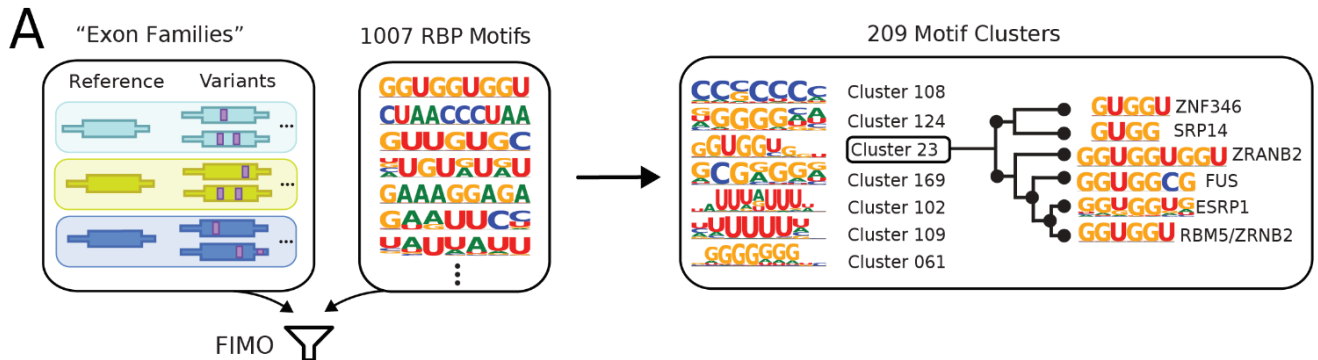 A
"Exon Families"
1007 RBP Motifs
209 Motif Clusters
Reference Variants
...
...
...
GGUGGUGGU
CUAACCCUAA
GUUGUGC
UGUAUAU
GAAAGGAGA
GAAUUCC
UAUUAUU
Cluster 108
Cluster 124
Cluster 23
Cluster 169
Cluster 102
Cluster 109
Cluster 061
GUGGU ZNF346
GUGG SRP14
GGUGGUGGU ZRANB2
GGUGGCG FUS
GGUGGUG ESRP1
GGUGGU RBM5/ZRNB2
FIMO